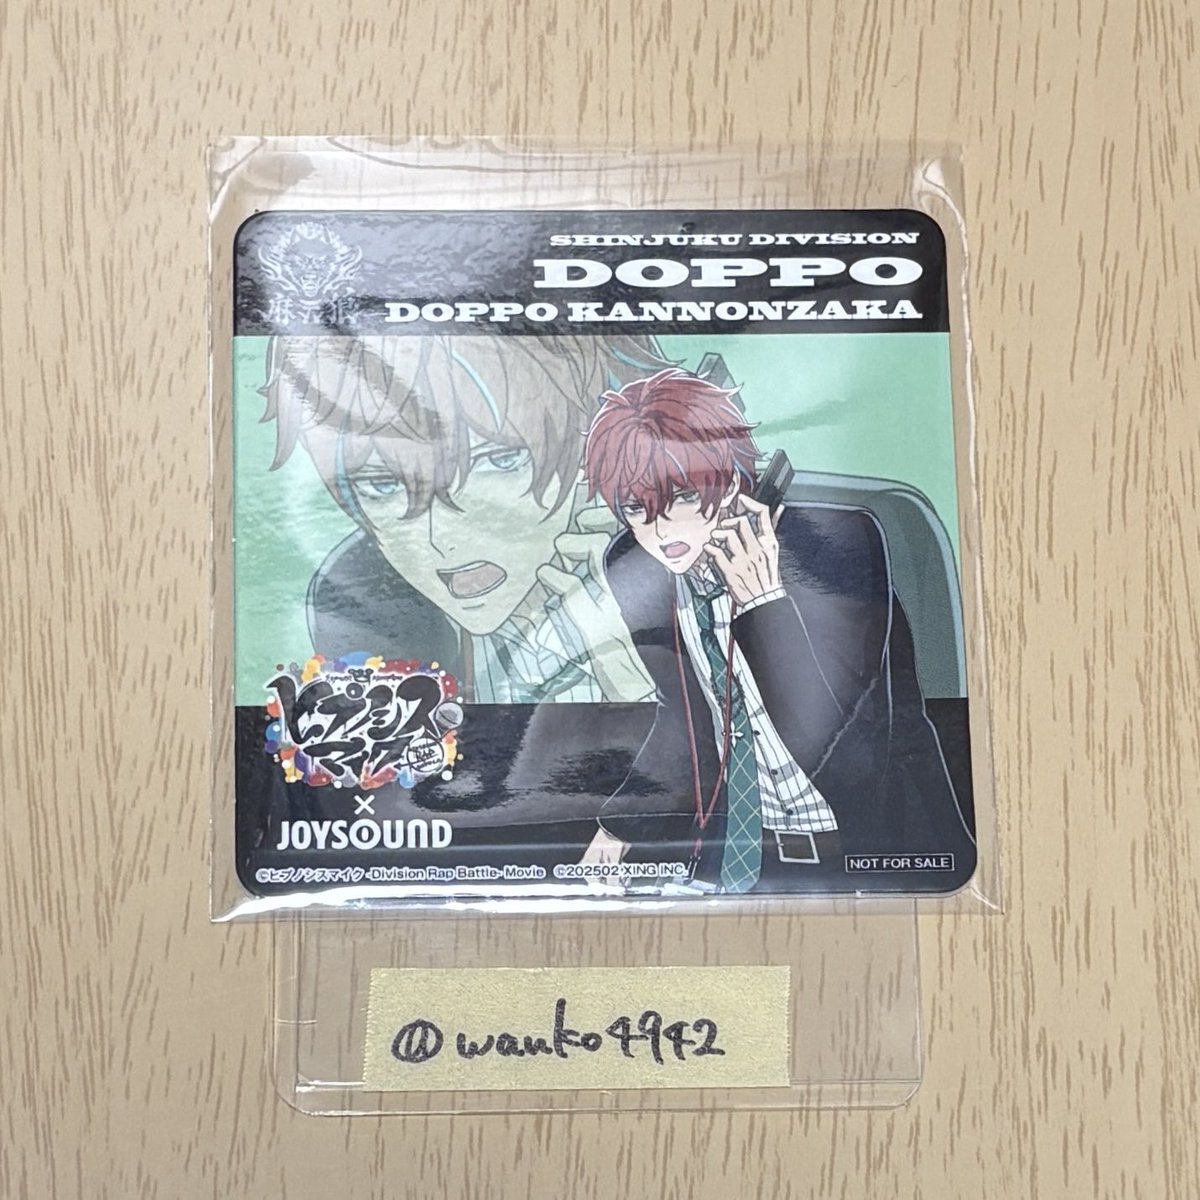 SHINJUKU DIVISION
DOPPO
DOPPO KANNONZAKA
麻天狼
ヒプノシス
マイク
×
JOYSOUND
©ヒプノシスマイク -Division Rap Battle- Movie ©202502 XING INC.
NOT FOR SALE
@wanko4942